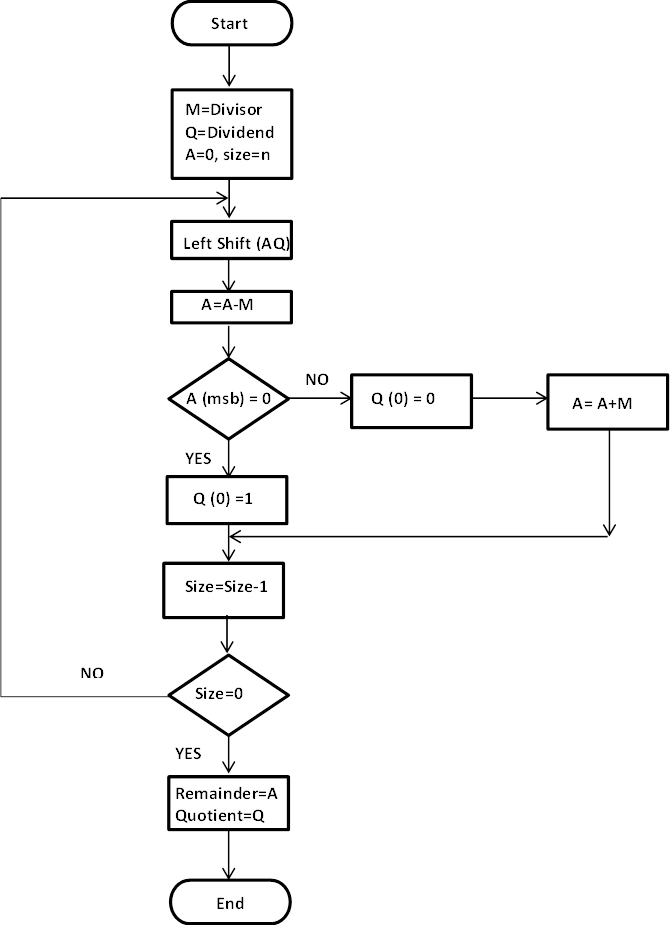 Start
M=Divisor
Q=Dividend
A=0, size=n
Left Shift (AQ)
A=A-M
A (msb) = 0
NO
Q (0) = 0
A= A+M
YES
Q (0) =1
Size=Size-1
NO
Size=0
YES
Remainder=A
Quotient=Q
End